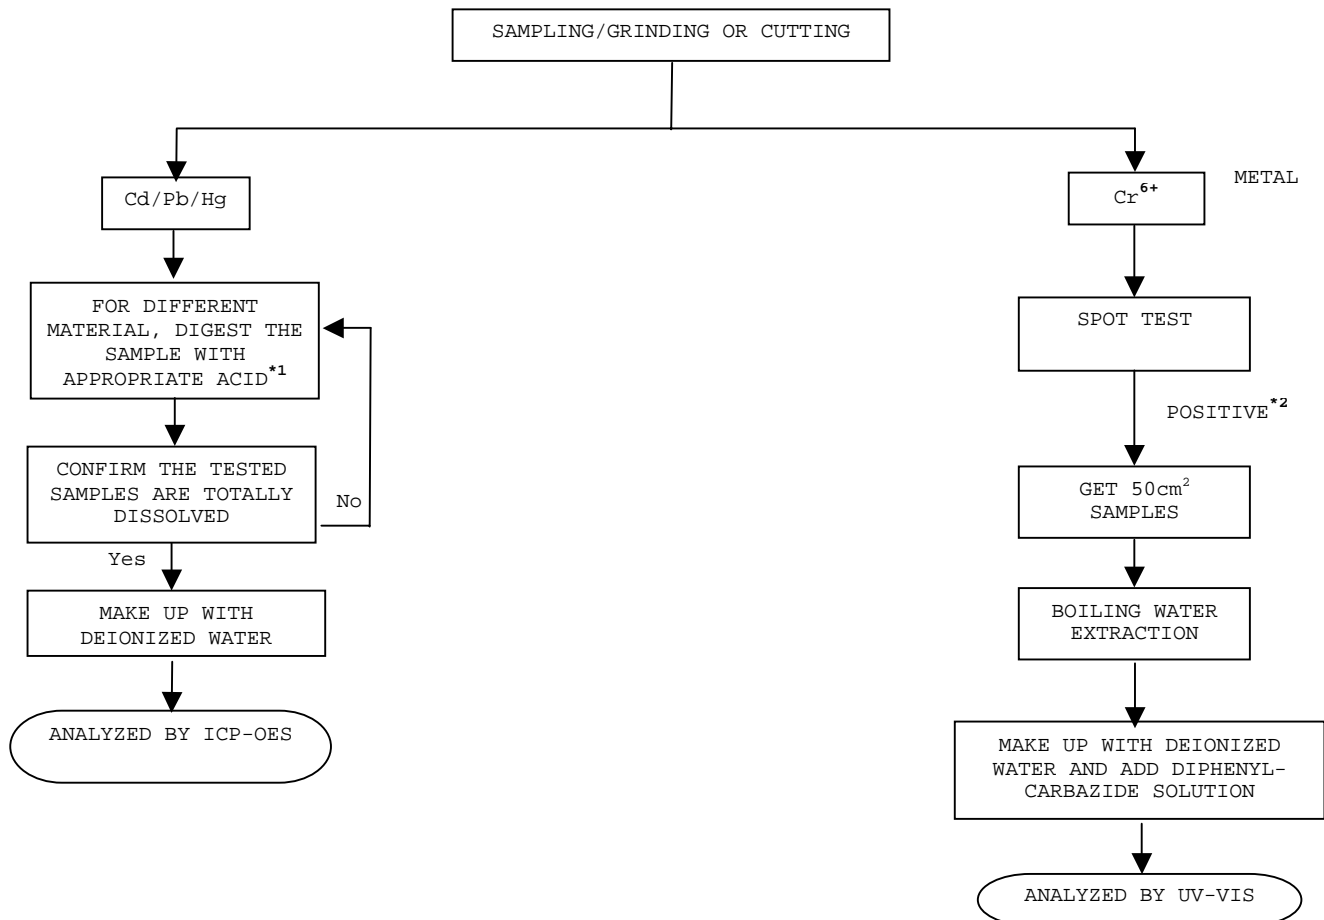 SAMPLING/GRINDING OR CUTTING
Cd/Pb/Hg
FOR DIFFERENT
MATERIAL, DIGEST THE
SAMPLE WITH
APPROPRIATE ACID*1
CONFIRM THE TESTED
SAMPLES ARE TOTALLY
DISSOLVED
No
Yes
MAKE UP WITH
DEIONIZED WATER
ANALYZED BY ICP-OES
METAL
Cr6+
SPOT TEST
POSITIVE*2
GET 50cm2
SAMPLES
BOILING WATER
EXTRACTION
MAKE UP WITH DEIONIZED
WATER AND ADD DIPHENYL-
CARBAZIDE SOLUTION
ANALYZED BY UV-VIS